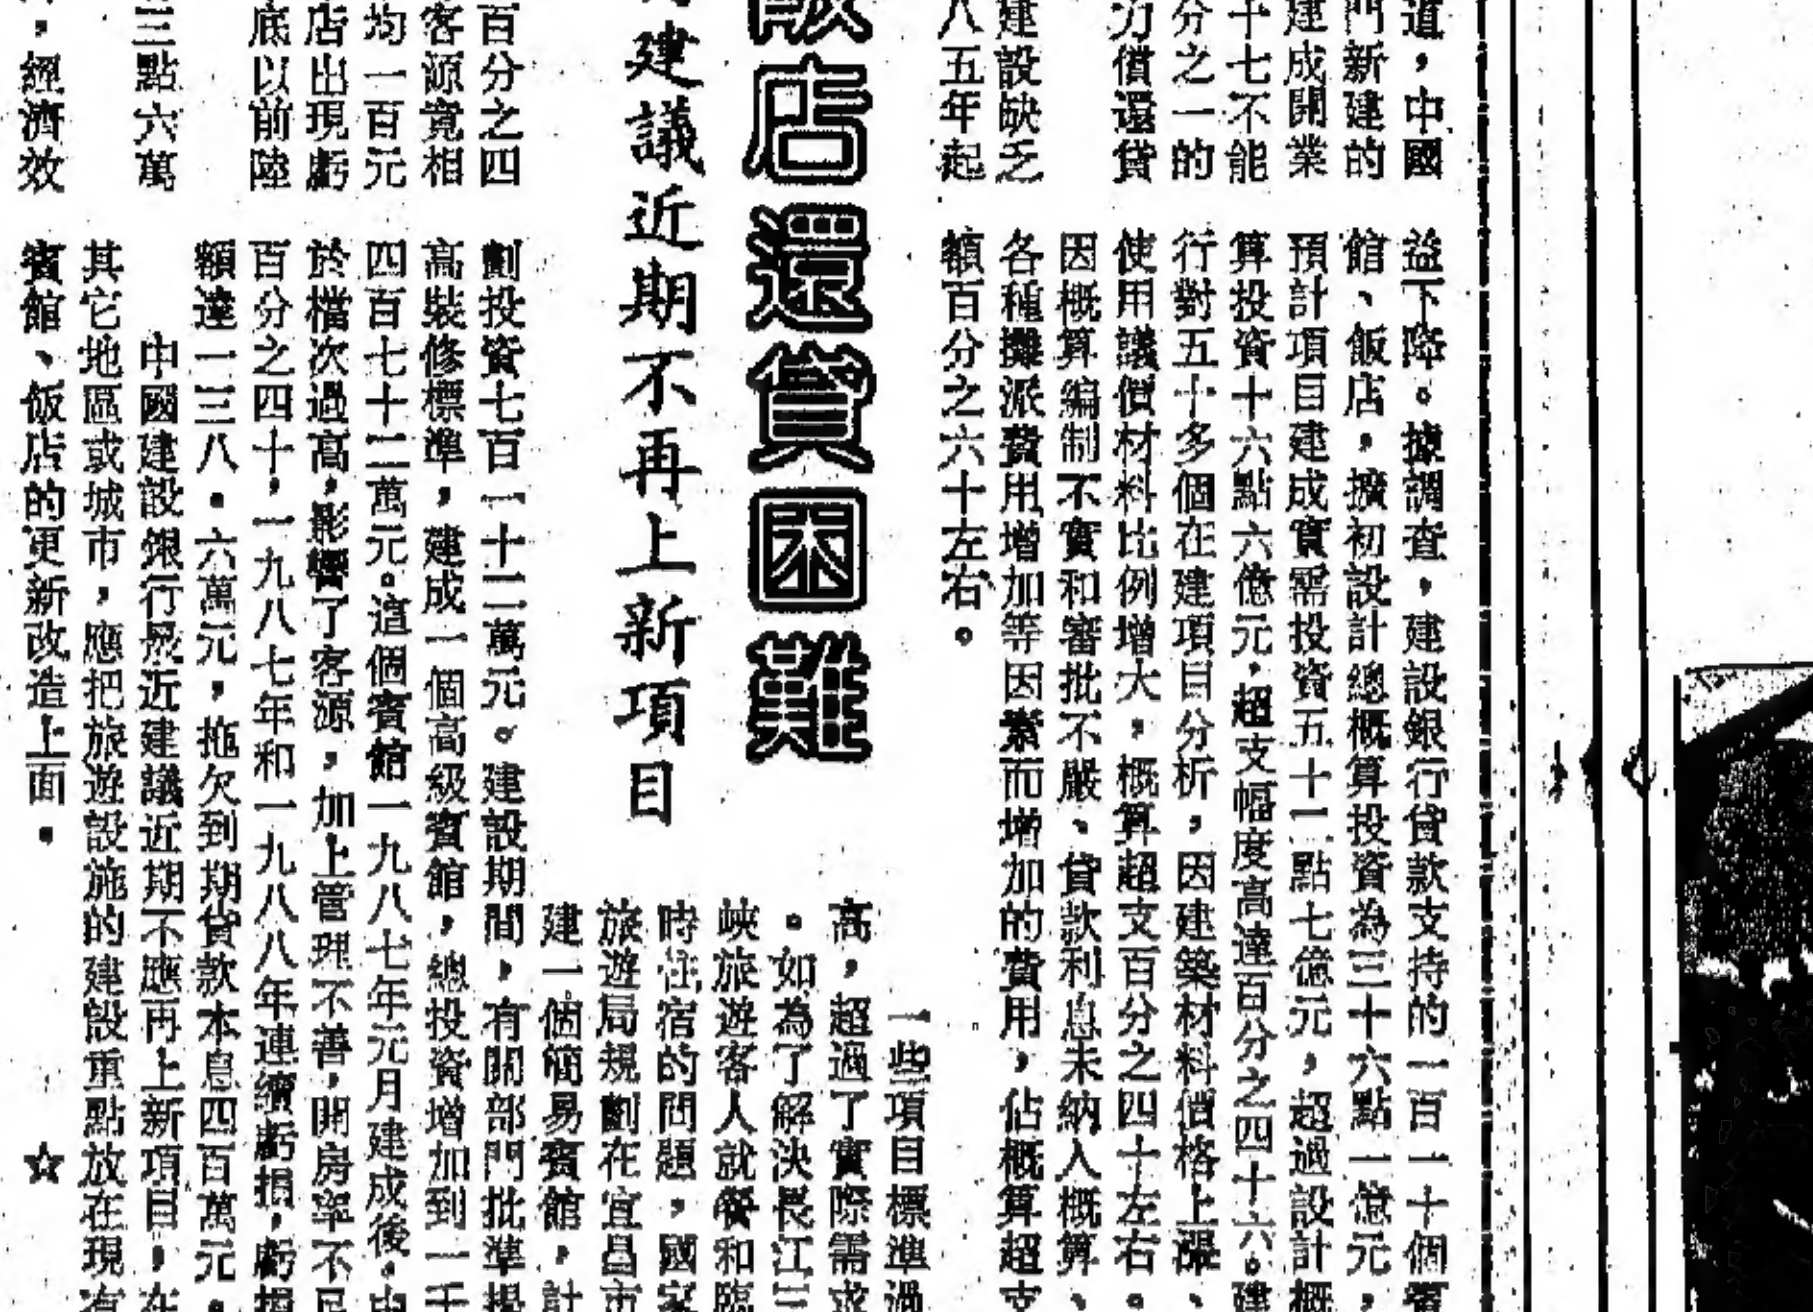 道，中國
門新建的
建成開業
十七不能
分之一的
力償還貸
建設缺乏
八五年起
益下降。據調查，建設銀行貸款支持的一百一十個賓
館、飯店，擴初設計總概算投資為三十六點一億元，
預計項目建成實需投資五十二點七億元，超過設計概
算投資十六點六億元，超支幅度高達百分之四十六。建
行對五十多個在建項目分析，因建築材料價格上漲、
使用議價材料比例增大，概算超支百分之四十左右。
因概算編制不實和審批不嚴、貸款利息未納入概算、
各種攤派費用增加等因素而增加的費用，佔概算超支
額百分之六十左右。
飯店還貸困難
建議近期不再上新項目
一些項目標準過
高，超過了實際需求
。如為了解決長江三
峽旅遊客人就餐和臨
時住宿的問題，國家
旅遊局規劃在宜昌市
建一個簡易賓館，計
百分之四
客源竟相
均一百元
店出現虧
底以前陸
三點六萬
，經濟效
劃投資七百一十二萬元。建設期間，有關部門批準提
高裝修標準，建成一個高級賓館，總投資增加到一千
四百七十二萬元。這個賓館一九八七年元月建成後，由
於檔次過高，影響了客源，加上管理不善，開房率不足
百分之四十，一九八七年和一九八八年連續虧損，虧損
額達一三八．六萬元，拖欠到期貸款本息四百萬元。
中國建設銀行最近建議近期不應再上新項目，在
其它地區或城市，應把旅遊設施的建設重點放在現有
賓館、飯店的更新改造上面。 ☆